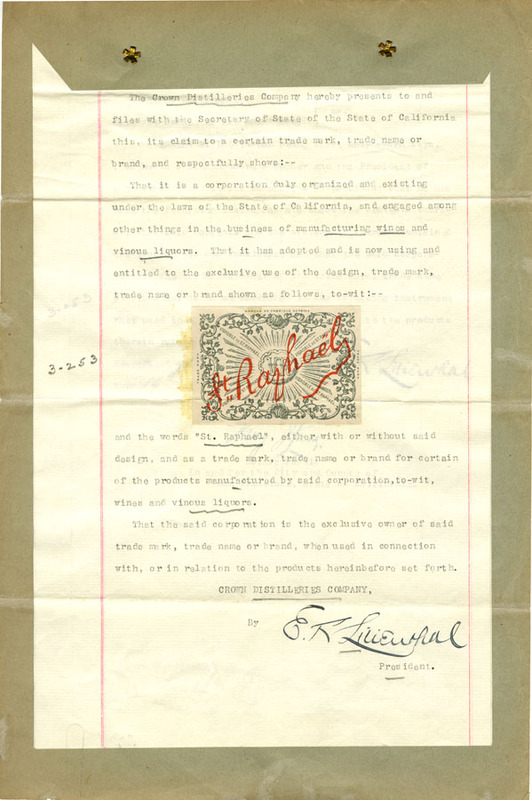 The Crown Distilleries Company hereby presents to and
files with the Secretary of State of the State of California
this, its claim to a certain trade mark, trade name or
brand, and respectfully shows:--
That it is a corporation duly organized and existing
under the laws of the State of California, and engaged among
other things in the business of manufacturing wines and
vinous liquors. That it has adopted and is now using and
entitled to the exclusive use of the design, trade mark,
trade name or brand shown as follows, to-wit:--
3-253
St. Raphael
and the words "St. Raphael", either with or without said
design, and as a trade mark, trade name or brand for certain
of the products manufactured by said corporation,to-wit,
wines and vinous liquors.
That the said corporation is the exclusive owner of said
trade mark, trade name or brand, when used in connection
with, or in relation to the products hereinbefore set forth.
CROWN DISTILLERIES COMPANY,
By E. R Lilienthal
President.